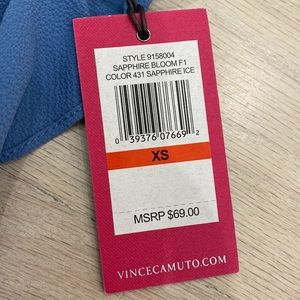 STYLE 9158004
SAPPHIRE BLOOM F1
COLOR 431 SAPPHIRE ICE
0 39376 07669 2
XS
MSRP $69.00
VINCECAMUTO.COM